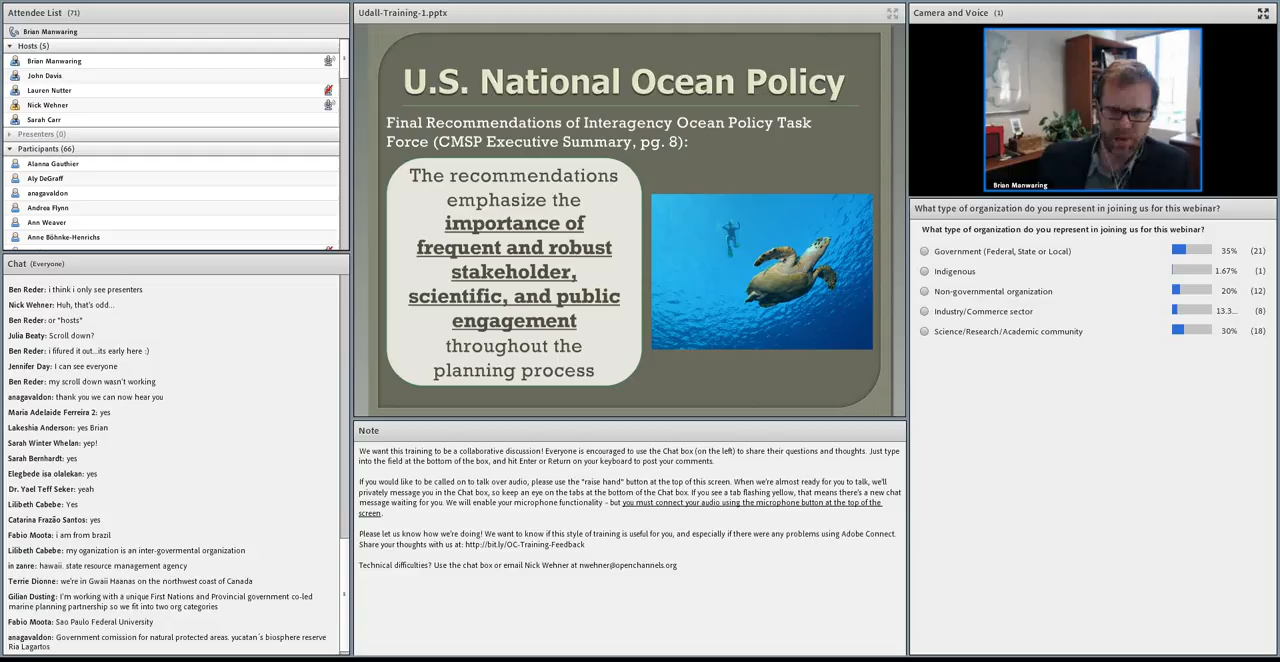 Attendee List (71)
Brian Manwaring
Hosts (5)
Brian Manwaring
John Davis
Lauren Nutter
Nick Wehner
Sarah Carr
Presenters (0)
Participants (66)
Alanna Gauthier
Aly DeGraff
anagavaldon
Andrea Flynn
Ann Weaver
Anne Böhnke-Henrichs
Chat (Everyone)
Ben Reder: i think i only see presenters
Nick Wehner: Huh, that's odd...
Ben Reder: or "hosts"
Julia Beaty: Scroll down?
Ben Reder: i fifured it out...its early here :)
Jennifer Day: I can see everyone
Ben Reder: my scroll down wasn't working
anagavaldon: thank you we can now hear you
Maria Adelaide Ferreira 2: yes
Lakeshia Anderson: yes Brian
Sarah Winter Whelan: yep!
Sarah Bernhardt: yes
Elegbede isa olalekan: yes
Dr. Yael Teff Seker: yeah
Lilibeth Cabebe: Yes
Catarina Frazão Santos: yes
Fabio Moota: i am from brazil
Lilibeth Cabebe: my oganization is an inter-govermental organization
in zanre: hawaii. state resource management agency
Terrie Dionne: we're in Gwaii Haanas on the northwest coast of Canada
Gilian Dusting: I'm working with a unique First Nations and Provincial government co-led
marine planning partnership so we fit into two org categories
Fabio Moota: Sao Paulo Federal University
anagavaldon: Government comission for natural protected areas. yucatan´s biosphere reserve
Ria Lagartos
Udall-Training-1.pptx
U.S. National Ocean Policy
Final Recommendations of Interagency Ocean Policy Task
Force (CMSP Executive Summary, pg. 8):
The recommendations
emphasize the
importance of
frequent and robust
stakeholder,
scientific, and public
engagement
throughout the
planning process
Note
We want this training to be a collaborative discussion! Everyone is encouraged to use the Chat box (on the left) to share their questions and thoughts. Just type
into the field at the bottom of the box, and hit Enter or Return on your keyboard to post your comments.
If you would like to be called on to talk over audio, please use the "raise hand" button at the top of this screen. When we're almost ready for you to talk, we'll
privately message you in the Chat box, so keep an eye on the tabs at the bottom of the Chat box. If you see a tab flashing yellow, that means there's a new chat
message waiting for you. We will enable your microphone functionality - but you must connect your audio using the microphone button at the top of the
screen.
Please let us know how we're doing! We want to know if this style of training is useful for you, and especially if there were any problems using Adobe Connect.
Share your thoughts with us at: http://bit.ly/OC-Training-Feedback
Technical difficulties? Use the chat box or email Nick Wehner at nwehner@openchannels.org
Camera and Voice (1)
Brian Manwaring
What type of organization do you represent in joining us for this webinar?
What type of organization do you represent in joining us for this webinar?
Government (Federal, State or Local) 35% (21)
Indigenous 1.67% (1)
Non-governmental organization 20% (12)
Industry/Commerce sector 13.3... (8)
Science/Research/Academic community 30% (18)